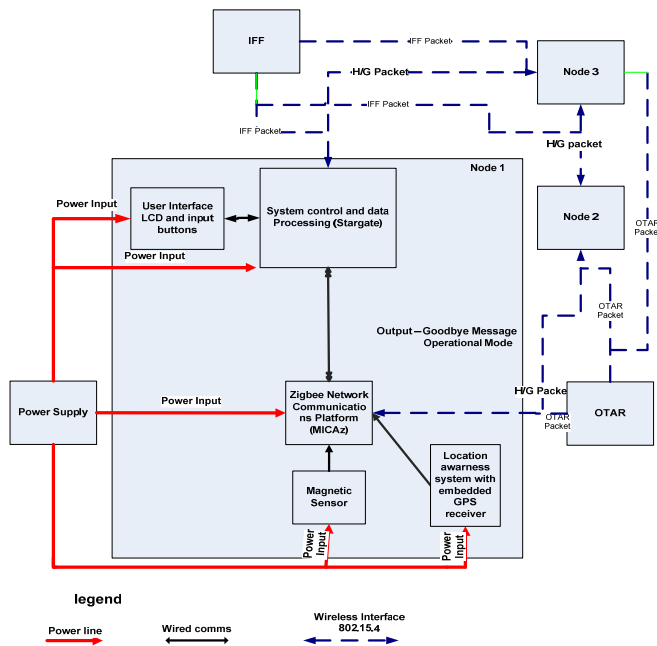 IFF
IFF Packet
Node 3
H/G Packet
IFF Packet
IFF Packet
H/G packet
Node 1
Power Input
User Interface
LCD and input
buttons
System control and data
Processing (Stargate)
Node 2
OTAR
Packet
Power Input
OTAR
Packet
Output—Goodbye Message
Operational Mode
Power Supply
Power Input
Zigbee Network
Communicatio
ns Platform
(MICAz)
H/G Packe
OTAR
OTAR
Packet
Location
awarness
system with
embedded
GPS
receiver
Magnetic
Sensor
Power
Input
Power
Input
legend
Power line
Wired comms
Wireless Interface
802.15.4